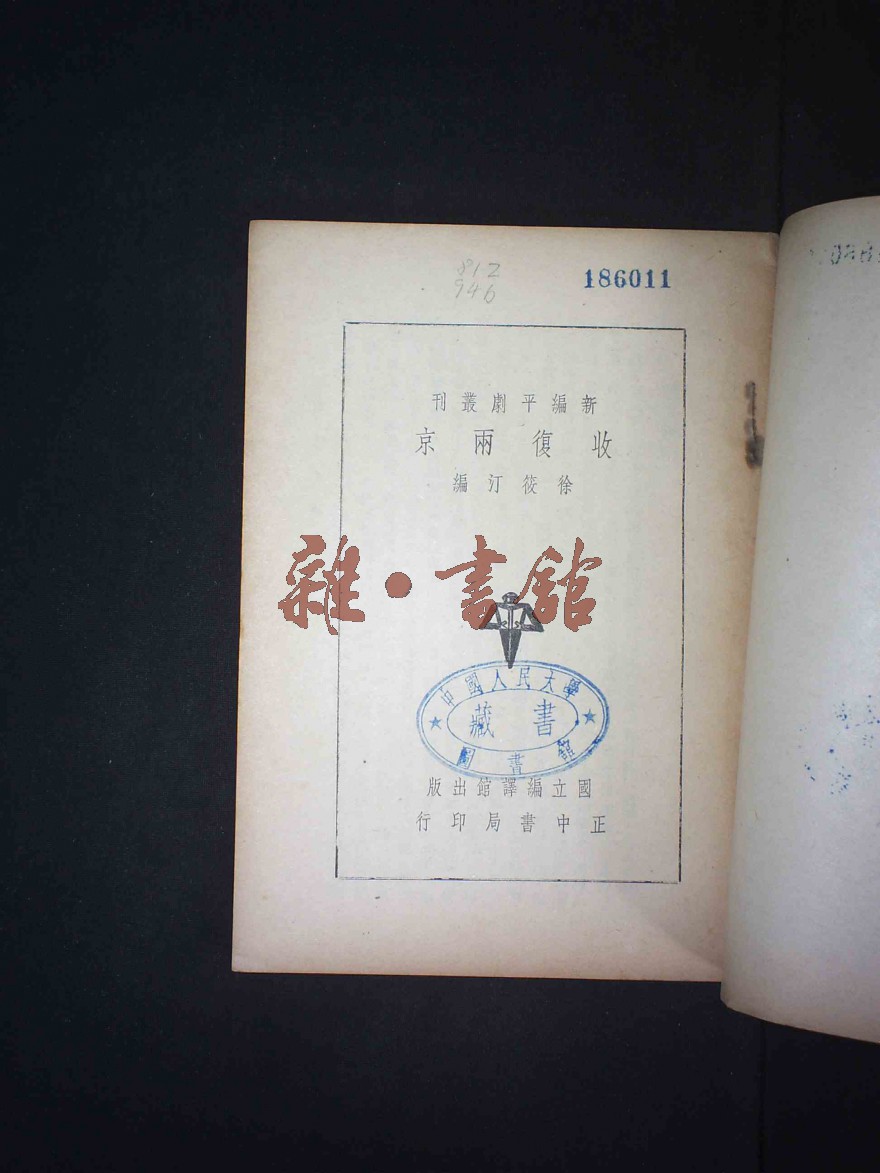 812
946
186011
新編平劇叢刊
收復兩京
徐筱汀編
雜·書館
中國人民大學
藏書
圖書館
國立編譯館出版
正中書局印行